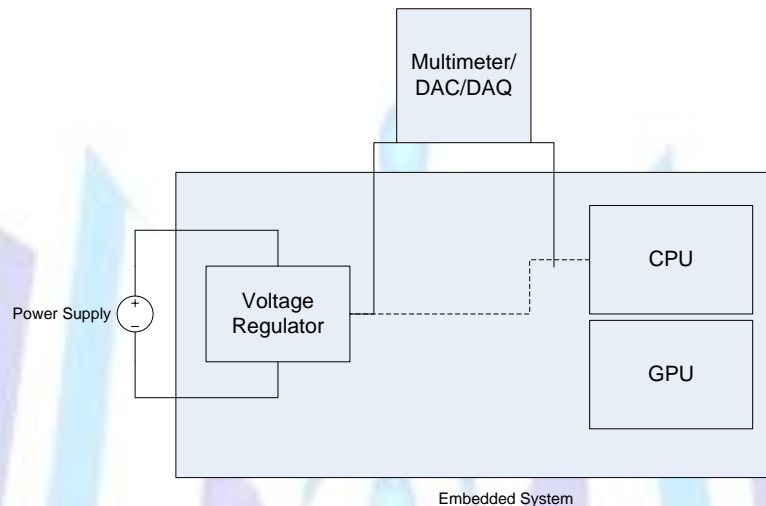 Multimeter/
DAC/DAQ
CPU
Voltage
Regulator
+
Power Supply
−
GPU
Embedded System